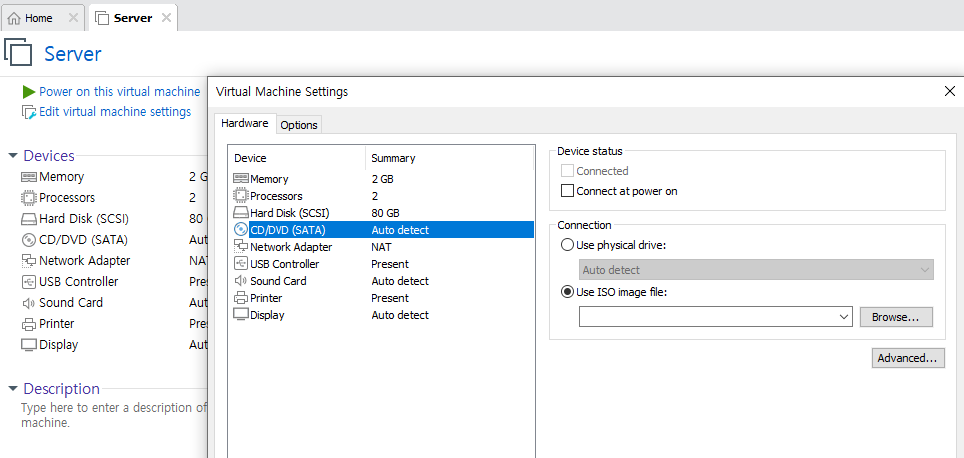 Home
Server
Server
Power on this virtual machine
Edit virtual machine settings
Devices
Memory 2 G
Processors 2
Hard Disk (SCSI) 80
CD/DVD (SATA) Aut
Network Adapter NA
USB Controller Pres
Sound Card Aut
Printer Pres
Display Aut
Description
Type here to enter a description of
machine.
Virtual Machine Settings
Hardware Options
Device Summary
Memory 2 GB
Processors 2
Hard Disk (SCSI) 80 GB
CD/DVD (SATA) Auto detect
Network Adapter NAT
USB Controller Present
Sound Card Auto detect
Printer Present
Display Auto detect
Device status
Connected
Connect at power on
Connection
Use physical drive:
Auto detect
Use ISO image file:
Browse...
Advanced...